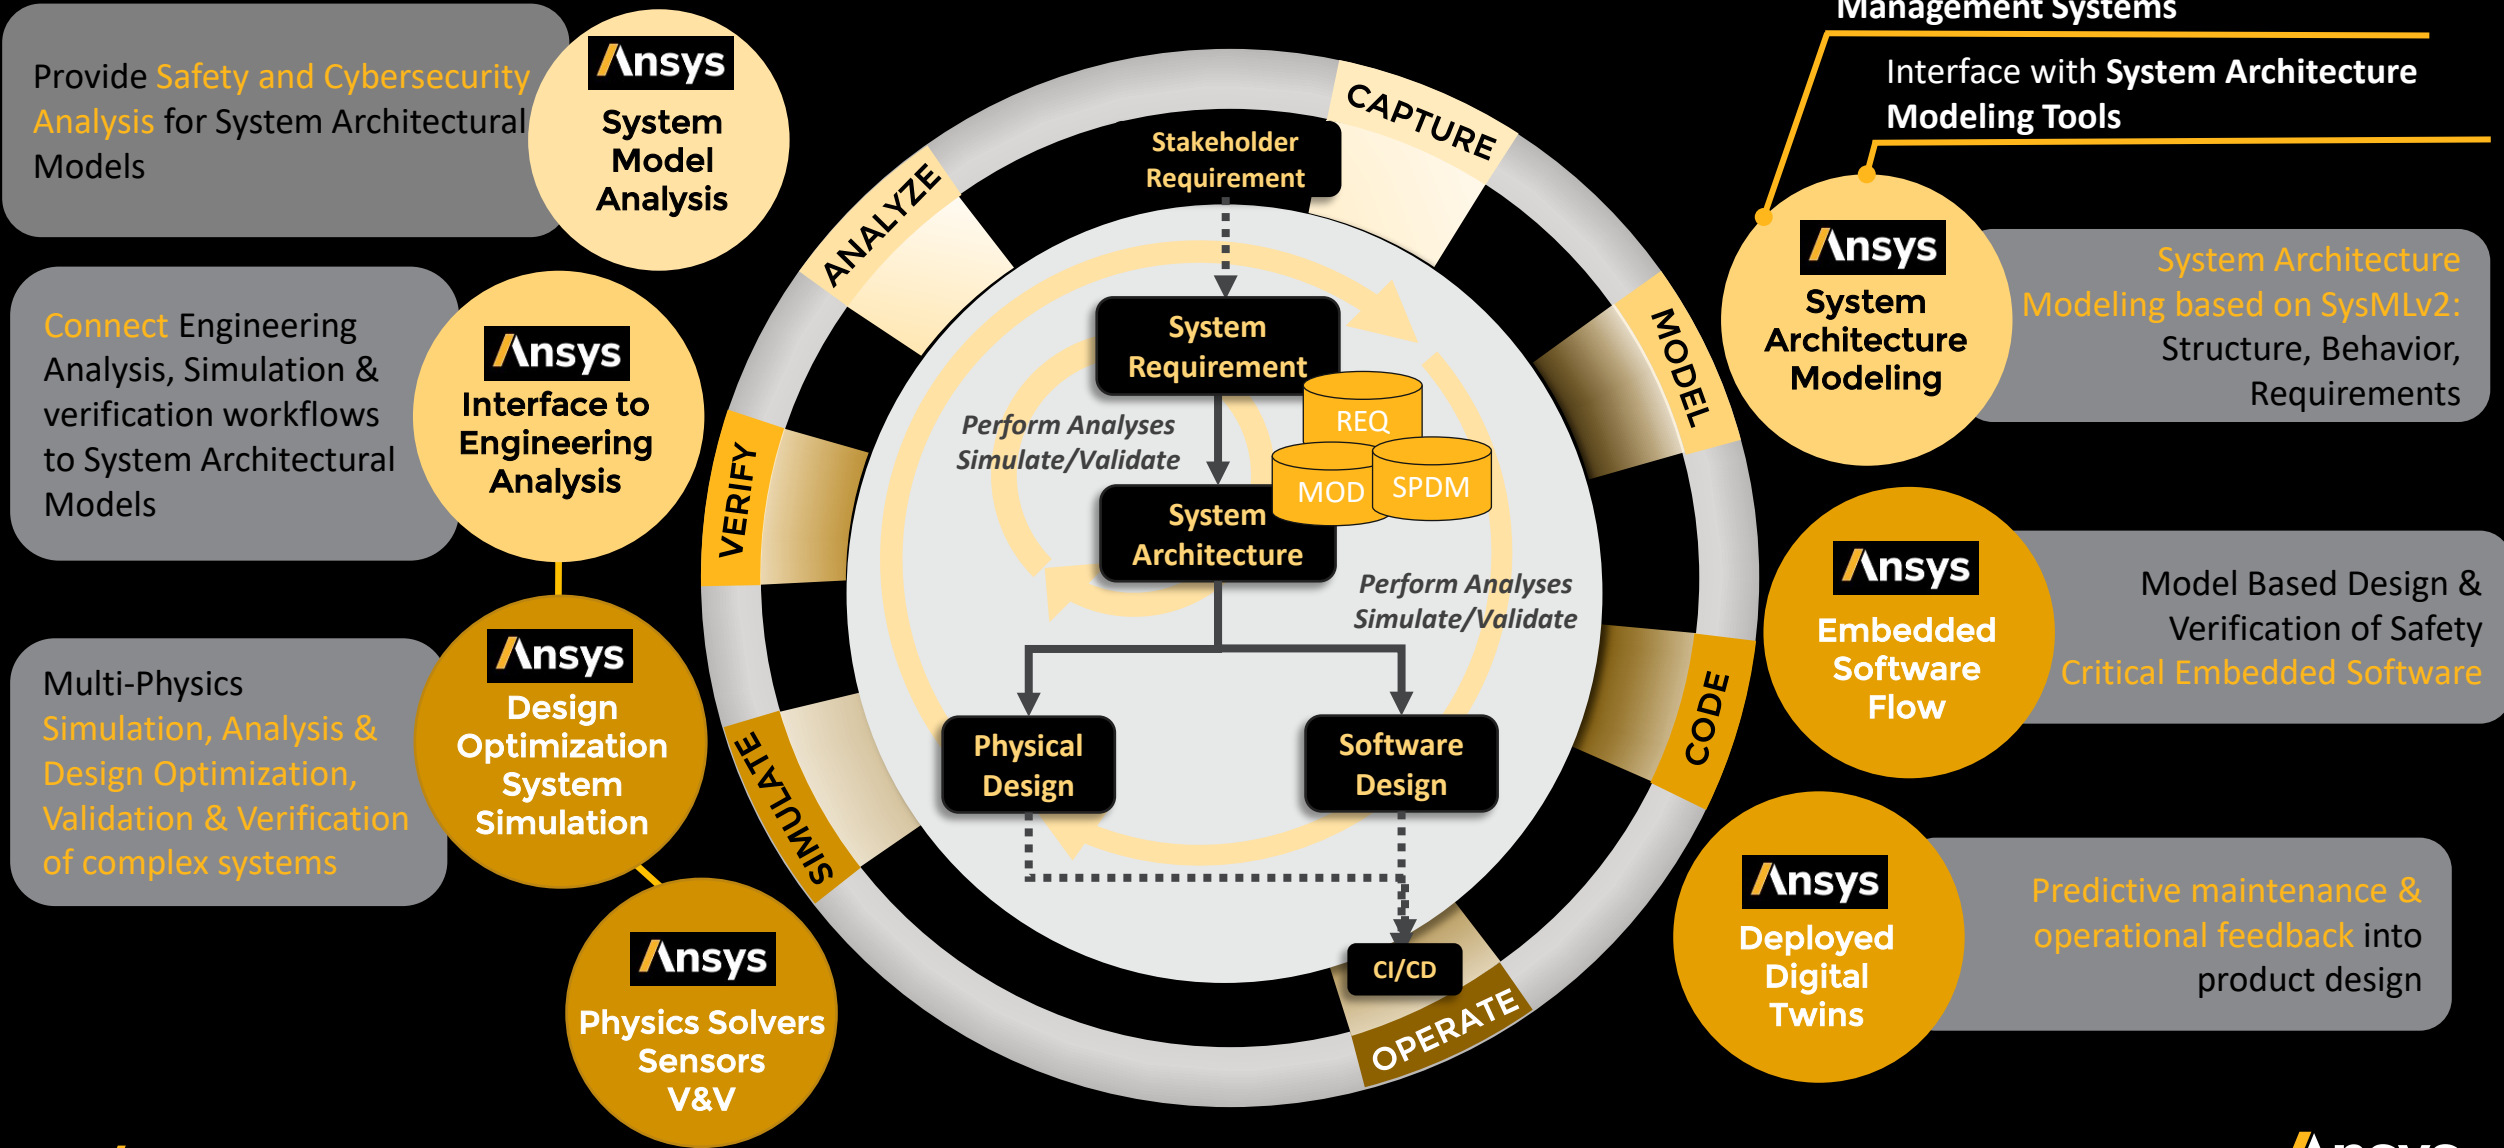 Management Systems
Interface with System Architecture
Modeling Tools
Ansys
System
Model
Analysis
Provide Safety and Cybersecurity
Analysis for System Architectural
Models
Ansys
Interface to
Engineering
Analysis
Connect Engineering
Analysis, Simulation &
verification workflows
to System Architectural
Models
Ansys
Design
Optimization
System
Simulation
Multi-Physics
Simulation, Analysis &
Design Optimization,
Validation & Verification
of complex systems
Ansys
Physics Solvers
Sensors
V&V
ANALYZE
CAPTURE
MODEL
CODE
OPERATE
SIMULATE
VERIFY
Stakeholder
Requirement
System
Requirement
Perform Analyses
Simulate/Validate
REQ
MOD
SPDM
System
Architecture
Perform Analyses
Simulate/Validate
Physical
Design
Software
Design
CI/CD
Ansys
System
Architecture
Modeling
System Architecture
Modeling based on SysMLv2:
Structure, Behavior,
Requirements
Ansys
Embedded
Software
Flow
Model Based Design &
Verification of Safety
Critical Embedded Software
Ansys
Deployed
Digital
Twins
Predictive maintenance &
operational feedback into
product design
Ansys